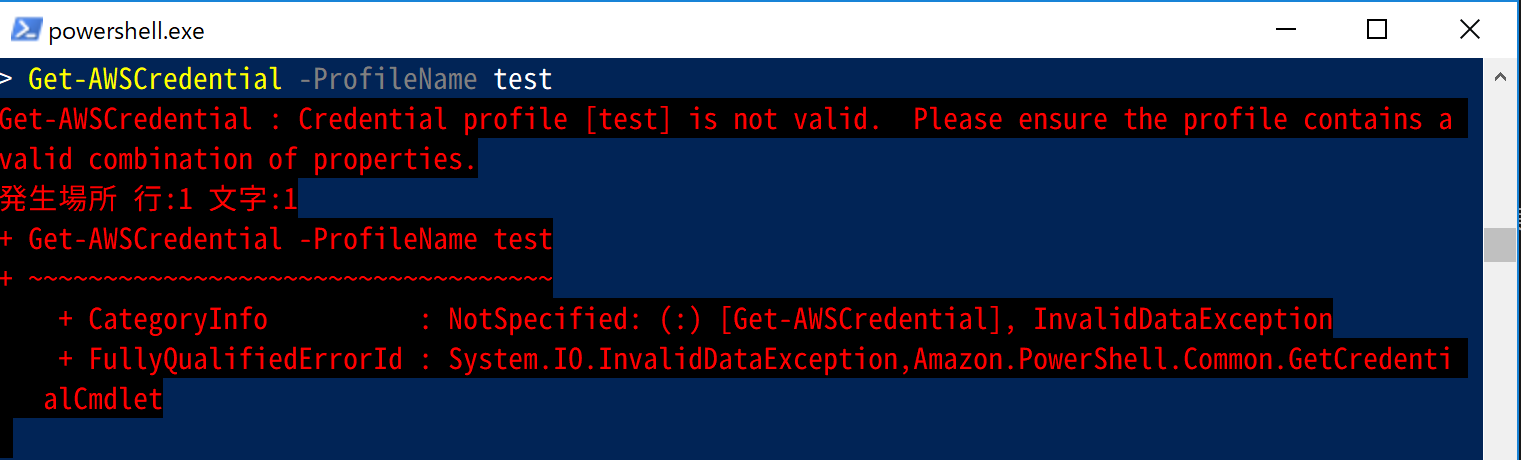 powershell.exe
> Get-AWSCredential -ProfileName test
Get-AWSCredential : Credential profile [test] is not valid.  Please ensure the profile contains a
valid combination of properties.
発生場所 行:1 文字:1
+ Get-AWSCredential -ProfileName test
+ ~~~~~~~~~~~~~~~~~~~~~~~~~~~~~~~~~~~
    + CategoryInfo          : NotSpecified: (:) [Get-AWSCredential], InvalidDataException
    + FullyQualifiedErrorId : System.IO.InvalidDataException,Amazon.PowerShell.Common.GetCredenti
   alCmdlet